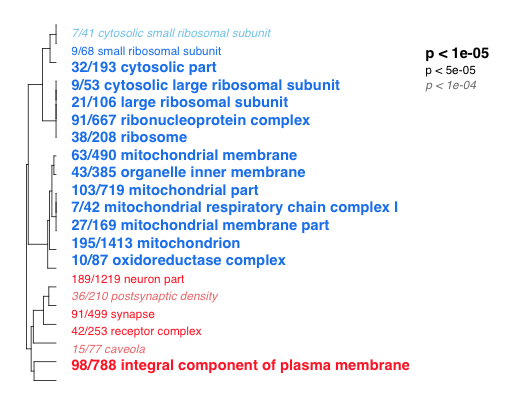 7/41 cytosolic small ribosomal subunit
9/68 small ribosomal subunit
32/193 cytosolic part
9/53 cytosolic large ribosomal subunit
21/106 large ribosomal subunit
91/667 ribonucleoprotein complex
38/208 ribosome
63/490 mitochondrial membrane
43/385 organelle inner membrane
103/719 mitochondrial part
7/42 mitochondrial respiratory chain complex I
27/169 mitochondrial membrane part
195/1413 mitochondrion
10/87 oxidoreductase complex
189/1219 neuron part
36/210 postsynaptic density
91/499 synapse
42/253 receptor complex
15/77 caveola
98/788 integral component of plasma membrane
p < 1e-05
p < 5e-05
p < 1e-04